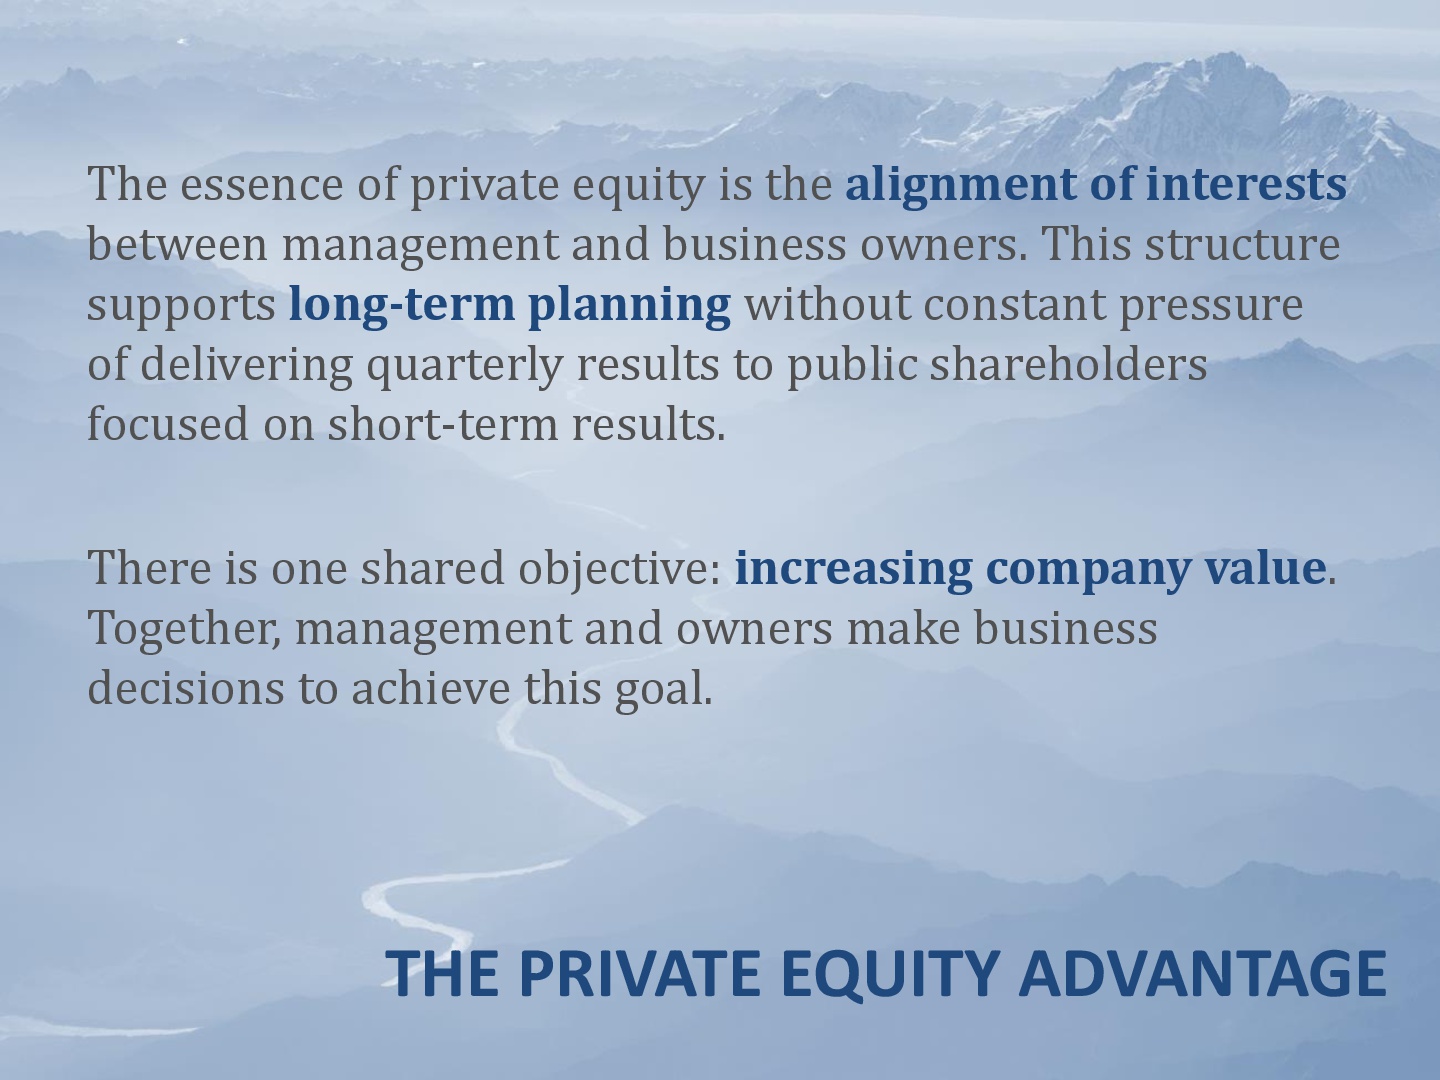 The essence of private equity is the alignment of interests
between management and business owners. This structure
supports long-term planning without constant pressure
of delivering quarterly results to public shareholders
focused on short-term results.
There is one shared objective: increasing company value.
Together, management and owners make business
decisions to achieve this goal.
THE PRIVATE EQUITY ADVANTAGE